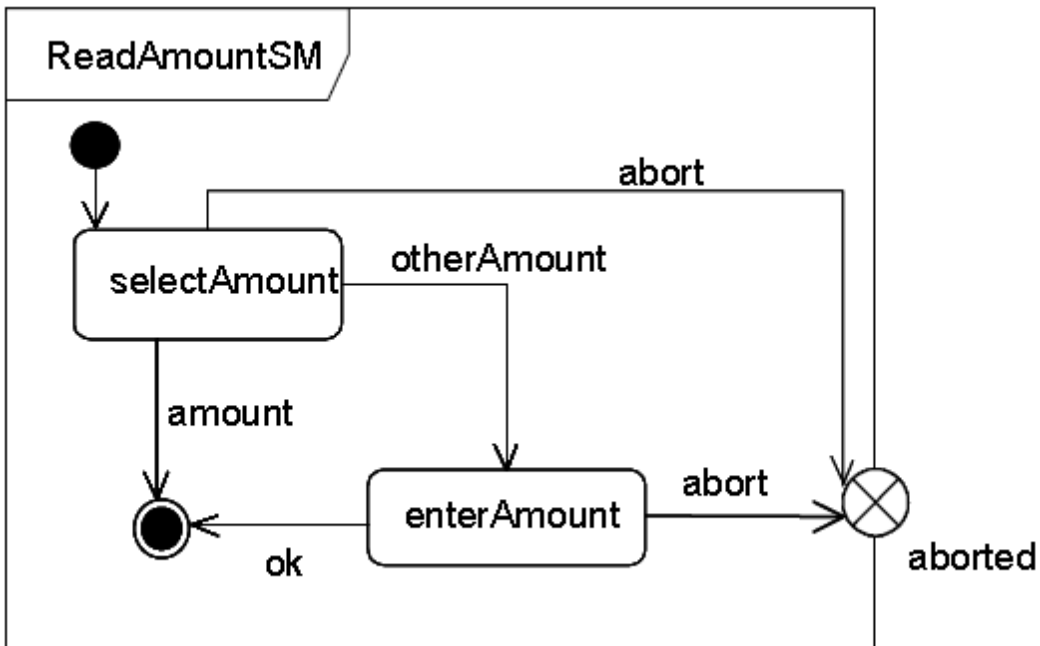 ReadAmountSM
abort
otherAmount
selectAmount
amount
abort
enterAmount
ok
aborted